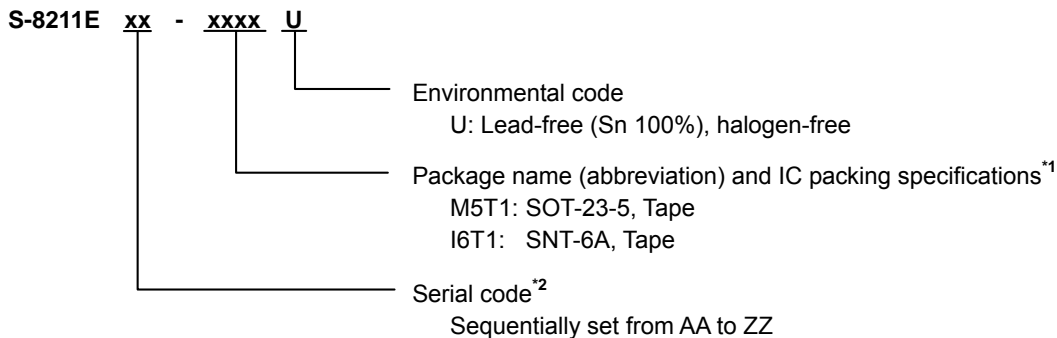 S-8211E xx - xxxx U
Environmental code
U: Lead-free (Sn 100%), halogen-free
Package name (abbreviation) and IC packing specifications*1
M5T1: SOT-23-5, Tape
I6T1: SNT-6A, Tape
Serial code*2
Sequentially set from AA to ZZ